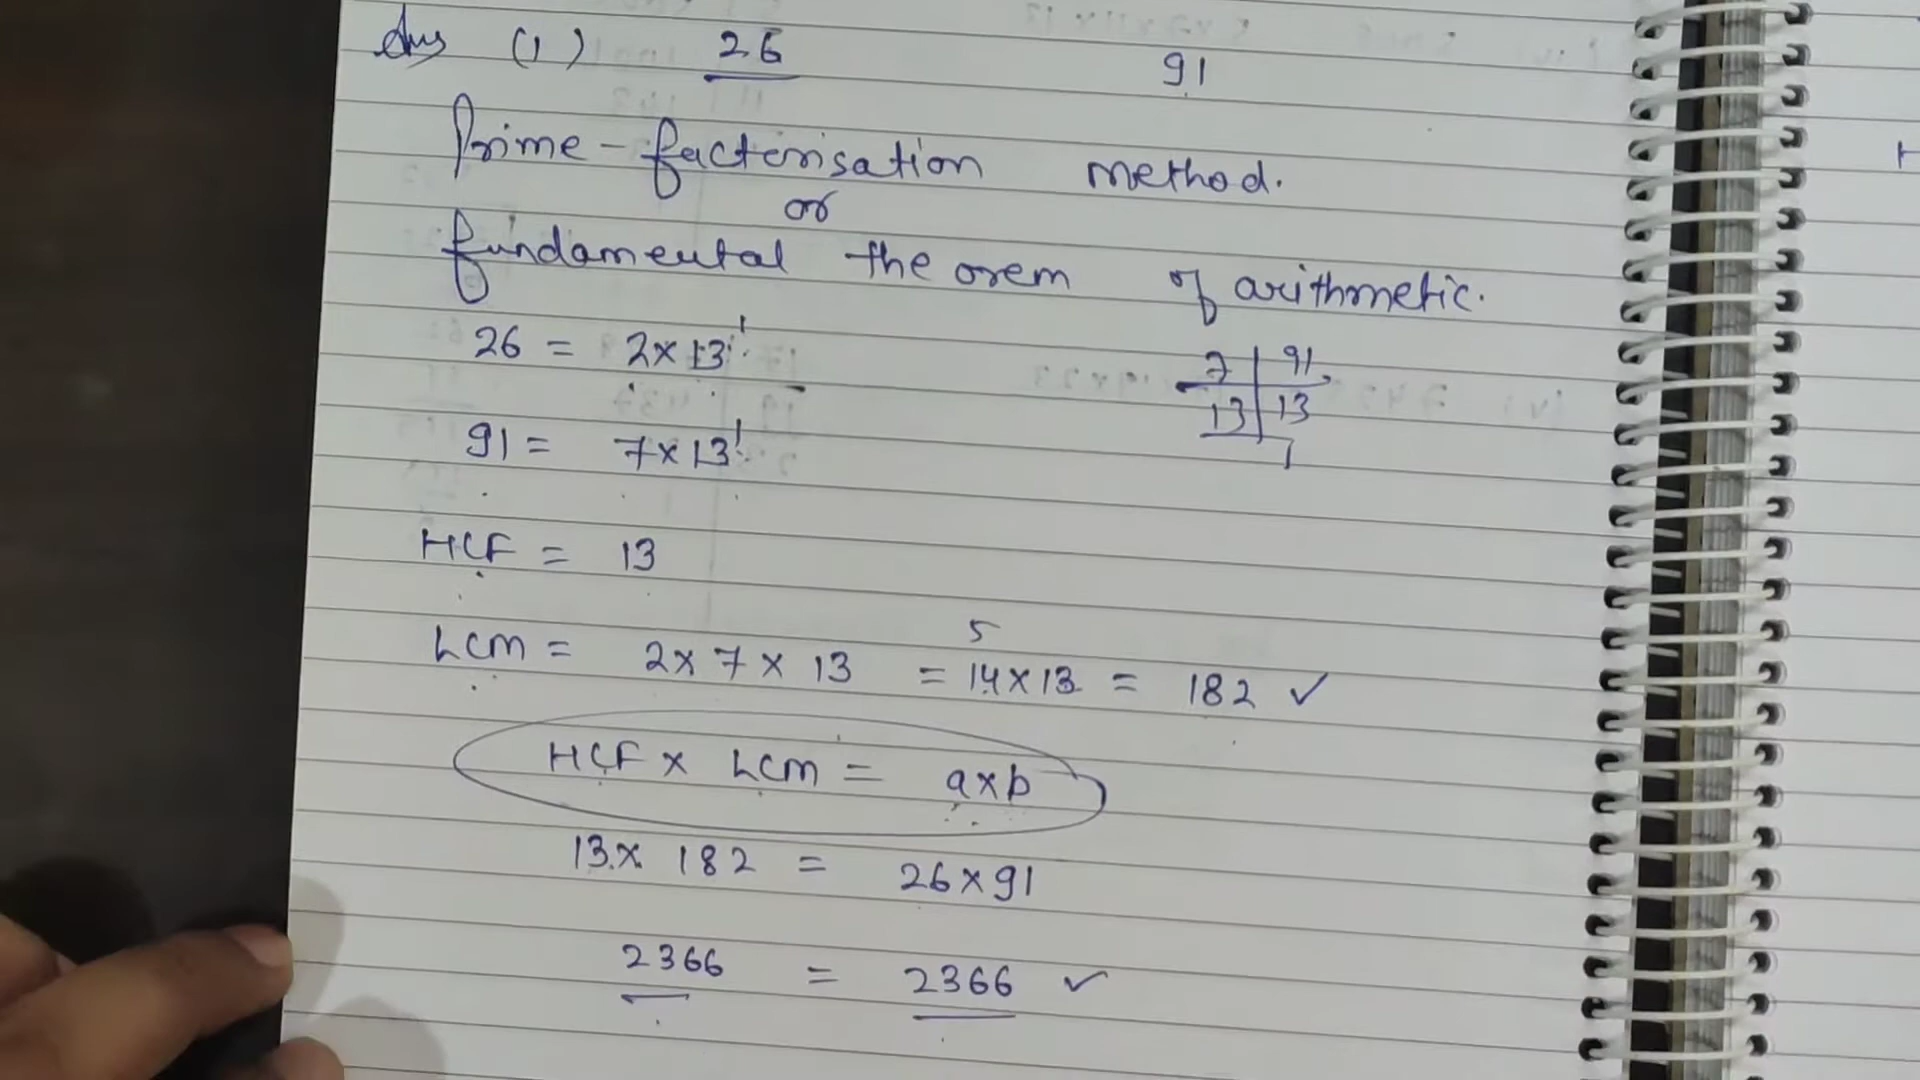 Ans (1) 26 91
Prime-factorisation method.
or
fundamental theorem of arithmetic.
26 = 2×13¹
7 | 91
13 | 13
1
91 = 7×13¹
HCF = 13
LCM = 2×7×13 = 14×13 = 182 ✓
5
HCF × LCM = a×b
13× 182 = 26×91
2366 = 2366 ✓